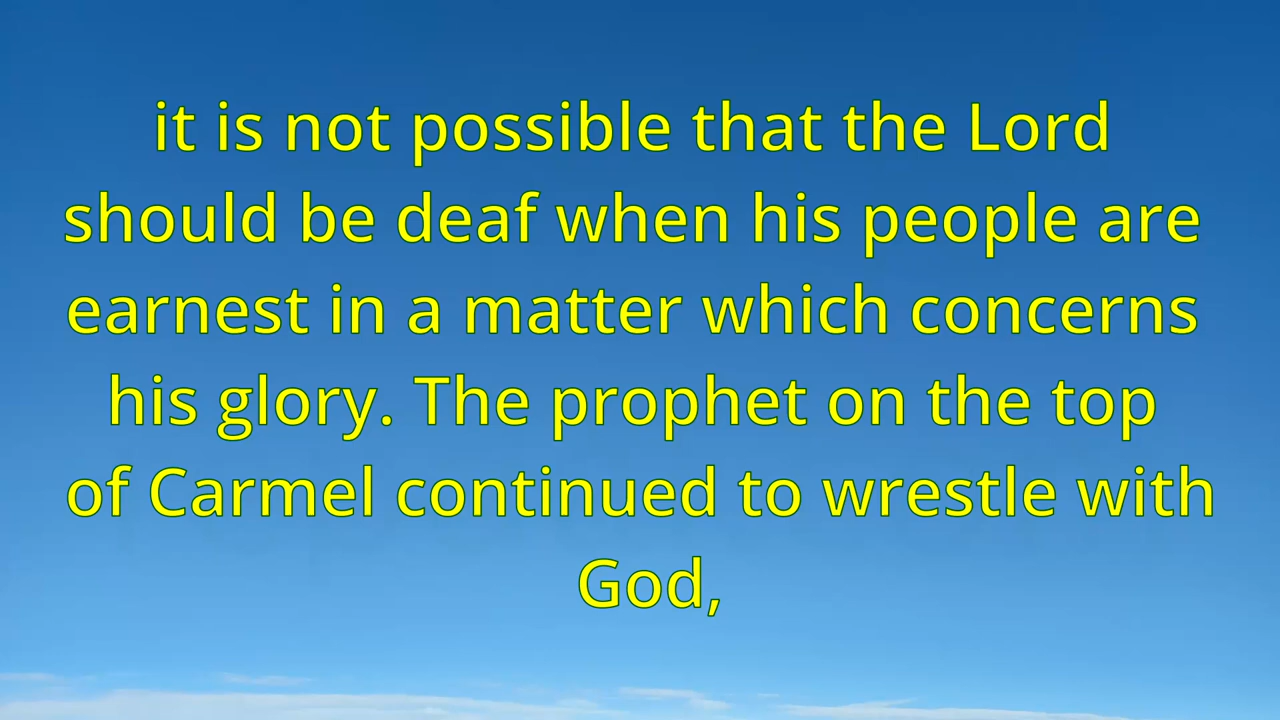 it is not possible that the Lord
should be deaf when his people are
earnest in a matter which concerns
his glory. The prophet on the top
of Carmel continued to wrestle with
God,